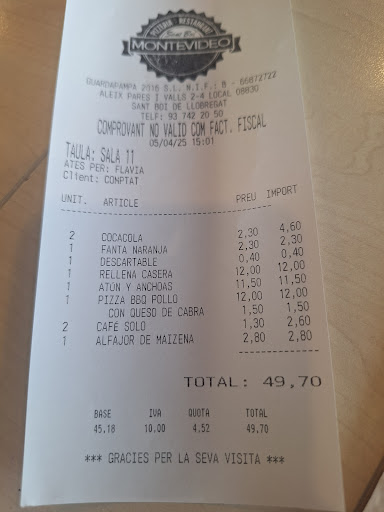 PIZZERIA RESTAURANT
MONTEVIDEO
GUARDAPAMPA 2016 S.L. N.I.F.: B - 66872722
ALEIX PARES I VALLS 2-4 LOCAL 08830
SANT BOI DE LLOBREGAT
TELF: 93 742 20 50
COMPROVANT NO VALID COM FACT. FISCAL
05/04/25 15:01
TAULA: SALA 11
ATES PER: FLAVIA
Client: COMPTAT
UNIT. ARTICLE PREU IMPORT
2 COCACOLA 2,30 4,60
1 FANTA NARANJA 2,30 2,30
1 DESCARTABLE 0,40 0,40
1 RELLENA CASERA 12,00 12,00
1 ATÚN Y ANCHOAS 11,50 11,50
1 PIZZA BBQ POLLO 12,00 12,00
CON QUESO DE CABRA 1,50 1,50
2 CAFÉ SOLO 1,30 2,60
1 ALFAJOR DE MAIZENA 2,80 2,80
TOTAL: 49,70
BASE IVA QUOTA TOTAL
45.18 10.00 4.52 49.70
*** GRACIES PER LA SEVA VISITA ***